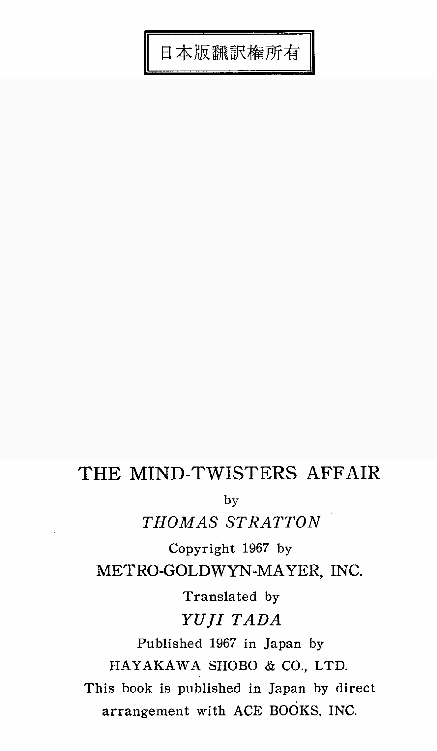 日本版飜訳権所有
THE MIND-TWISTERS AFFAIR
by
THOMAS STRATTON
Copyright 1967 by
METRO-GOLDWYN-MAYER, INC.
Translated by
YUJI TADA
Published 1967 in Japan by
HAYAKAWA SHOBO & CO., LTD.
This book is published in Japan by direct
arrangement with ACE BOOKS, INC.